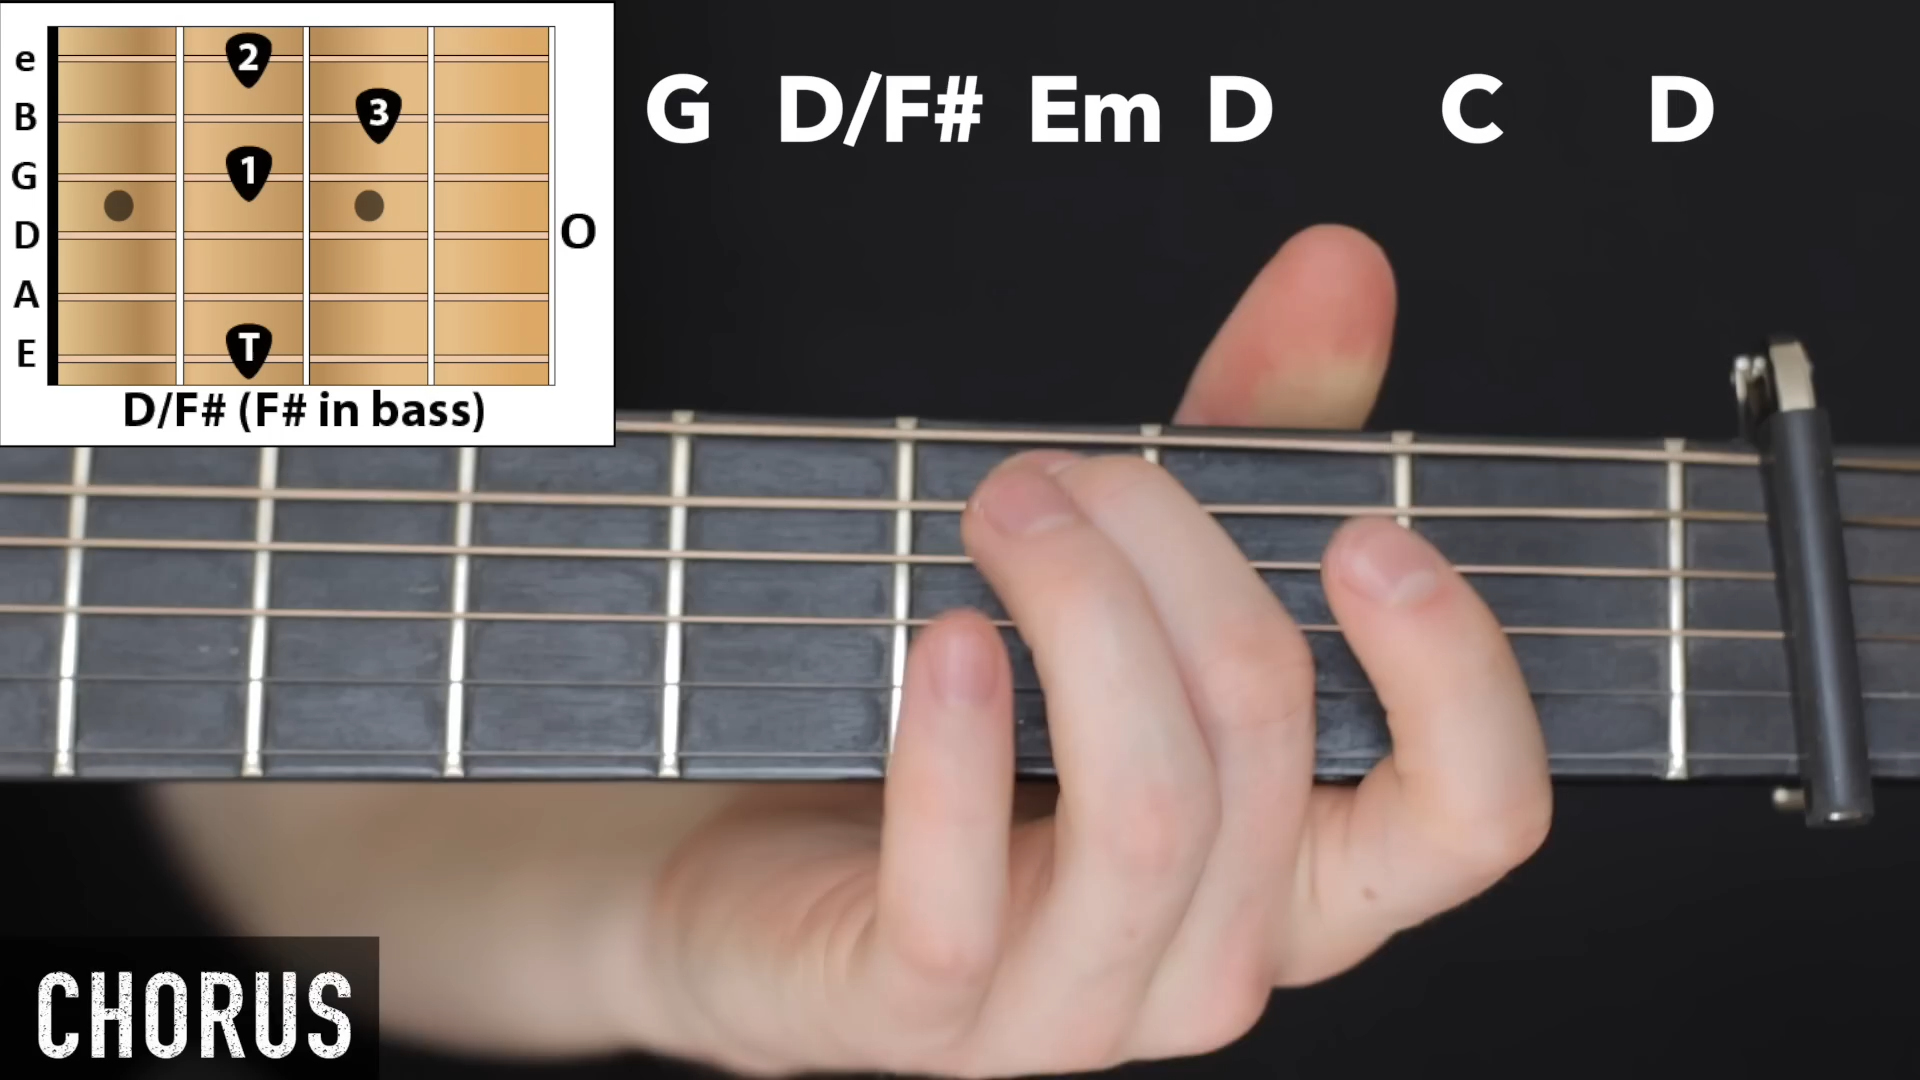 e
2
B
3
G
1
D
O
A
E
T
D/F# (F# in bass)
G D/F# Em D C D
CHORUS